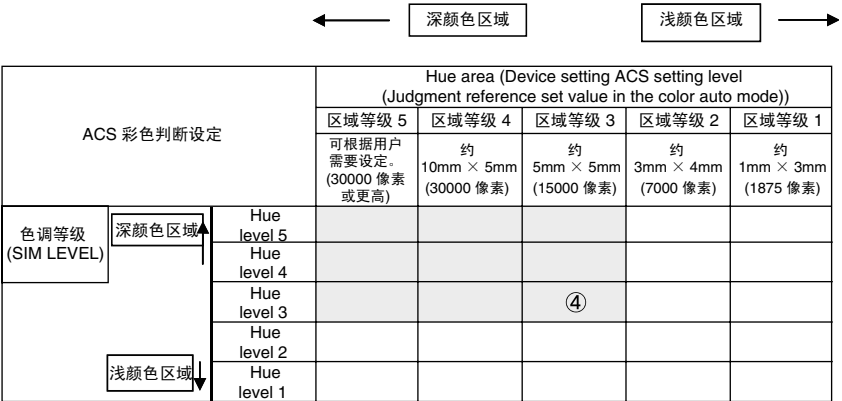 深颜色区域
浅颜色区域
ACS 彩色判断设定
Hue area (Device setting ACS setting level
(Judgment reference set value in the color auto mode))
区域等级 5
区域等级 4
区域等级 3
区域等级 2
区域等级 1
可根据用户
需要设定。
(30000 像素
或更高)
约
10mm × 5mm
(30000 像素)
约
5mm × 5mm
(15000 像素)
约
3mm × 4mm
(7000 像素)
约
1mm × 3mm
(1875 像素)
色调等级
(SIM LEVEL)
深颜色区域
Hue
level 5
Hue
level 4
Hue
level 3
④
Hue
level 2
浅颜色区域
Hue
level 1